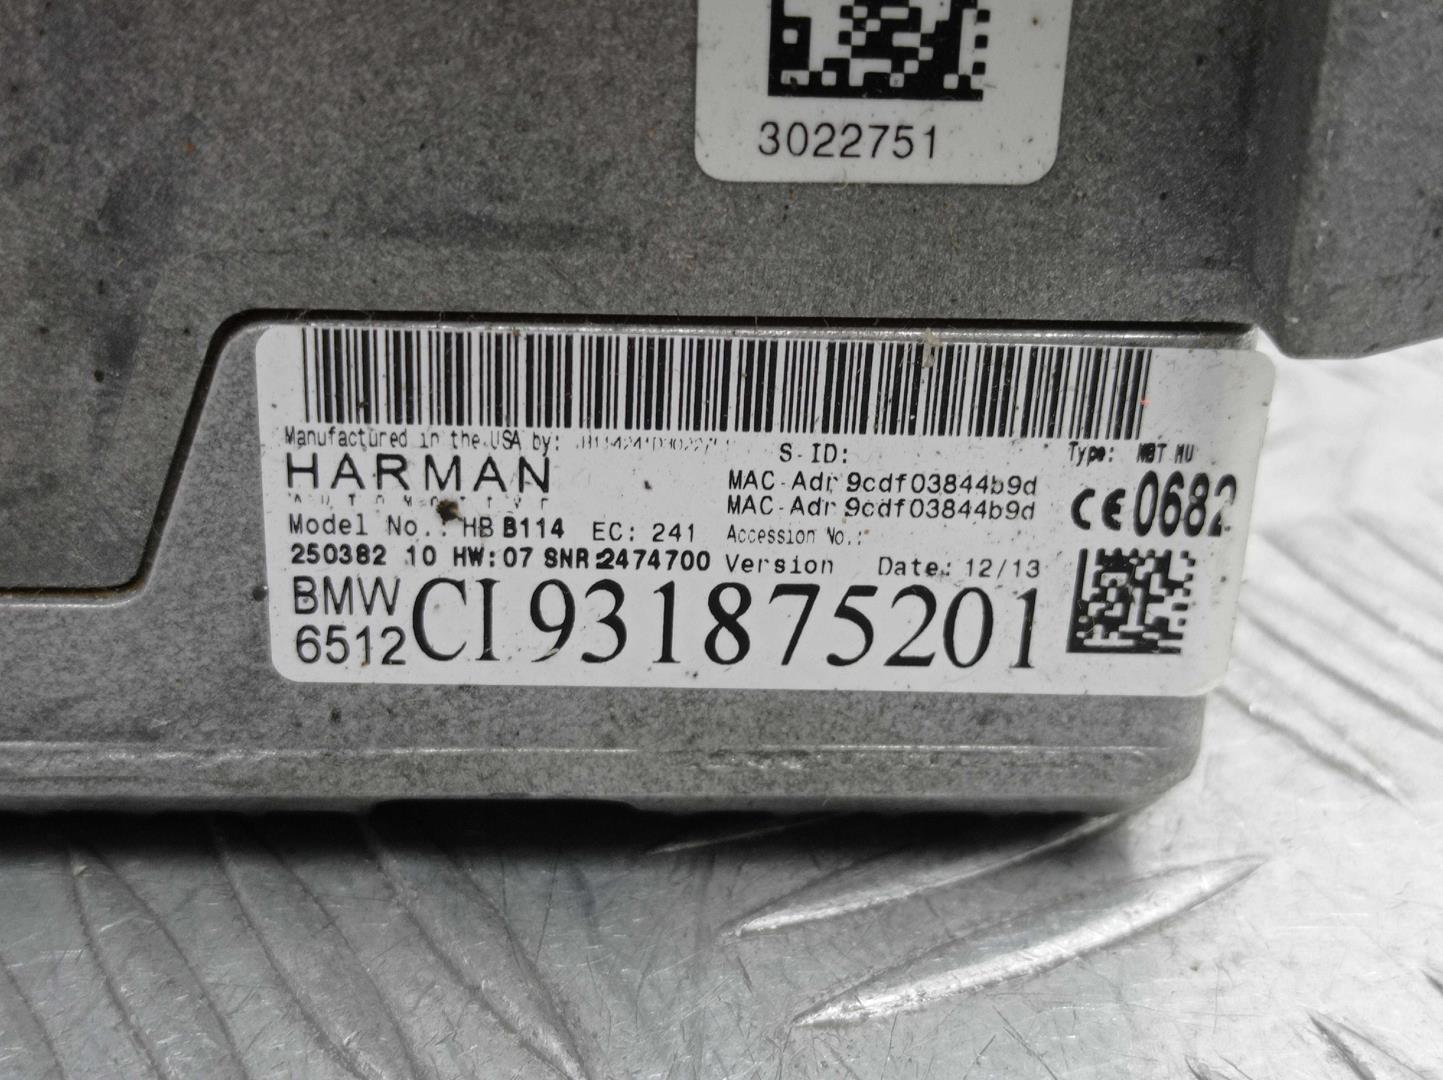 3022751
Manufactured in the USA by:
S-ID:
Type: NBT MU
HARMAN
AUTOMOTIVE
MAC-Adr 9cdf03844b9d
MAC-Adr 9cdf03844b9d
CE 0682
Model No.: HB B114 EC: 241
Accession No.:
250382 10 HW:07 SNR 2474700
Version Date: 12/13
BMW
6512
CI 931875201